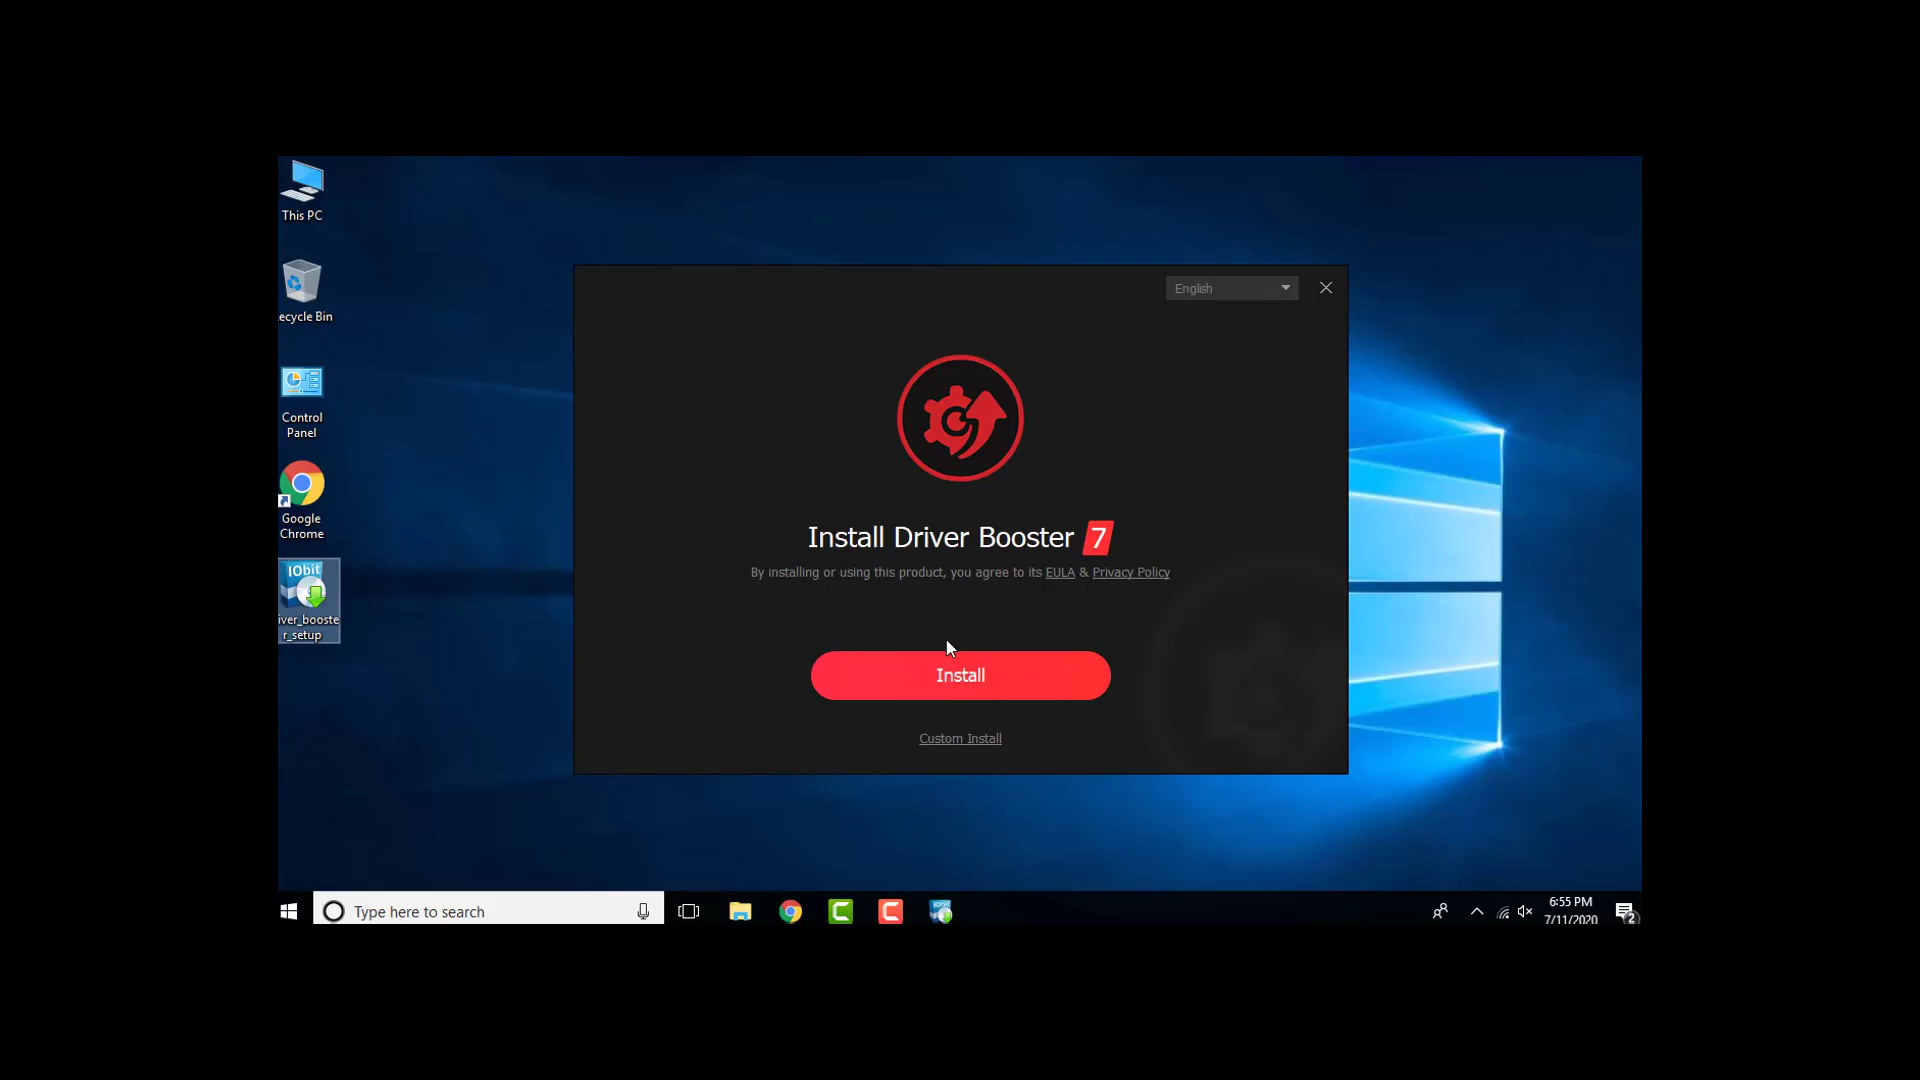 This PC
ecycle Bin
Control
Panel
Google
Chrome
IObit
iver_booste
r_setup
English
Install Driver Booster 7
By installing or using this product, you agree to its EULA & Privacy Policy
Install
Custom Install
Type here to search
6:55 PM
7/11/2020
2